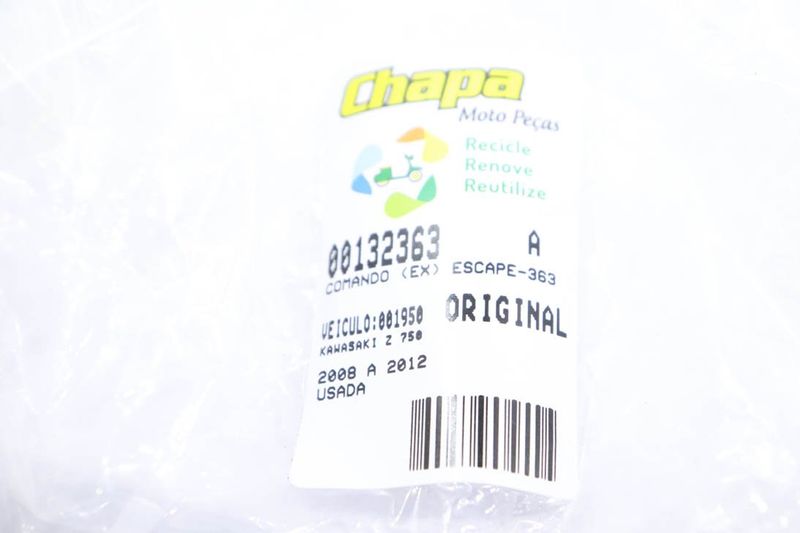 Chapa
Moto Peças
Recicle
Renove
Reutilize
00132363 A
COMANDO (EX) ESCAPE-363
VEICULO:001950 ORIGINAL
KAWASAKI Z 750
2008 A 2012
USADA